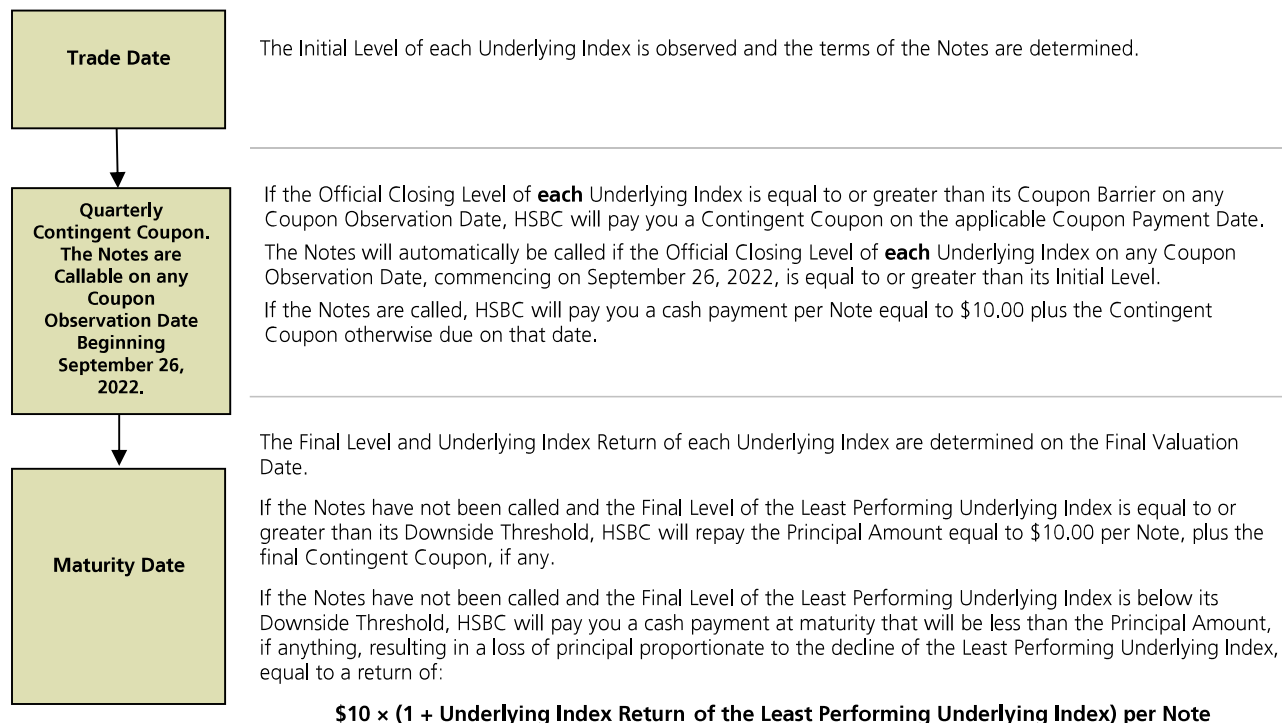 Trade Date
The Initial Level of each Underlying Index is observed and the terms of the Notes are determined.
Quarterly
Contingent Coupon.
The Notes are
Callable on any
Coupon
Observation Date
Beginning
September 26,
2022.
If the Official Closing Level of each Underlying Index is equal to or greater than its Coupon Barrier on any
Coupon Observation Date, HSBC will pay you a Contingent Coupon on the applicable Coupon Payment Date.
The Notes will automatically be called if the Official Closing Level of each Underlying Index on any Coupon
Observation Date, commencing on September 26, 2022, is equal to or greater than its Initial Level.
If the Notes are called, HSBC will pay you a cash payment per Note equal to $10.00 plus the Contingent
Coupon otherwise due on that date.
Maturity Date
The Final Level and Underlying Index Return of each Underlying Index are determined on the Final Valuation
Date.
If the Notes have not been called and the Final Level of the Least Performing Underlying Index is equal to or
greater than its Downside Threshold, HSBC will repay the Principal Amount equal to $10.00 per Note, plus the
final Contingent Coupon, if any.
If the Notes have not been called and the Final Level of the Least Performing Underlying Index is below its
Downside Threshold, HSBC will pay you a cash payment at maturity that will be less than the Principal Amount,
if anything, resulting in a loss of principal proportionate to the decline of the Least Performing Underlying Index,
equal to a return of:
$10 × (1 + Underlying Index Return of the Least Performing Underlying Index) per Note